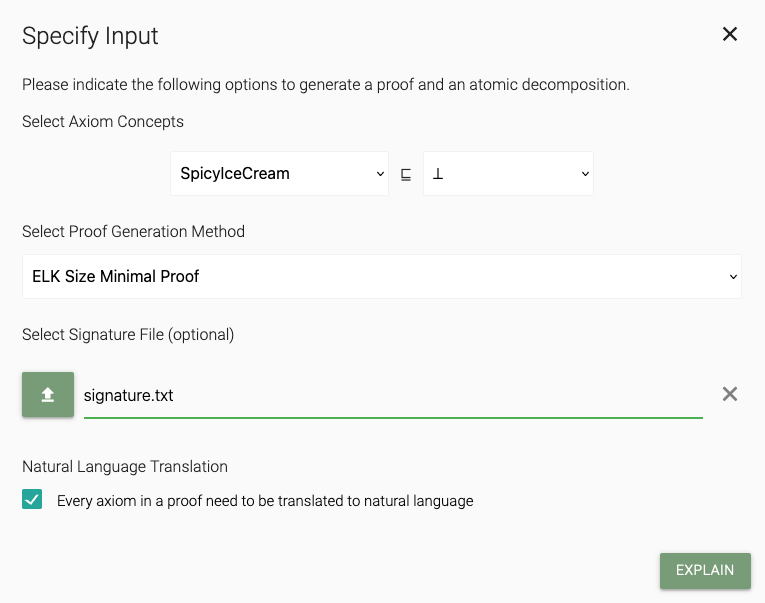 Specify Input
Please indicate the following options to generate a proof and an atomic decomposition.
Select Axiom Concepts
SpicyIceCream ⊑ ⊥
Select Proof Generation Method
ELK Size Minimal Proof
Select Signature File (optional)
signature.txt
Natural Language Translation
Every axiom in a proof need to be translated to natural language
EXPLAIN